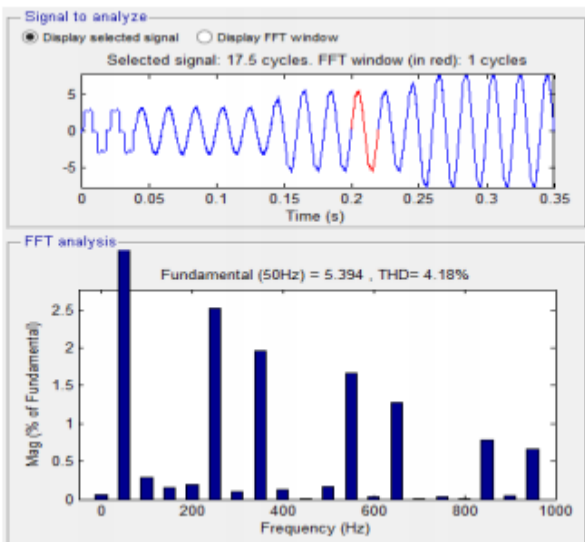 Signal to analyze
Display selected signal Display FFT window
Selected signal: 17.5 cycles. FFT window (in red): 1 cycles
5
0
-5
0 0.05 0.1 0.15 0.2 0.25 0.3 0.35
Time (s)
FFT analysis
Fundamental (50Hz) = 5.394 , THD= 4.18%
Mag (% of Fundamental)
2.5
2
1.5
1
0.5
0
0 200 400 600 800 1000
Frequency (Hz)